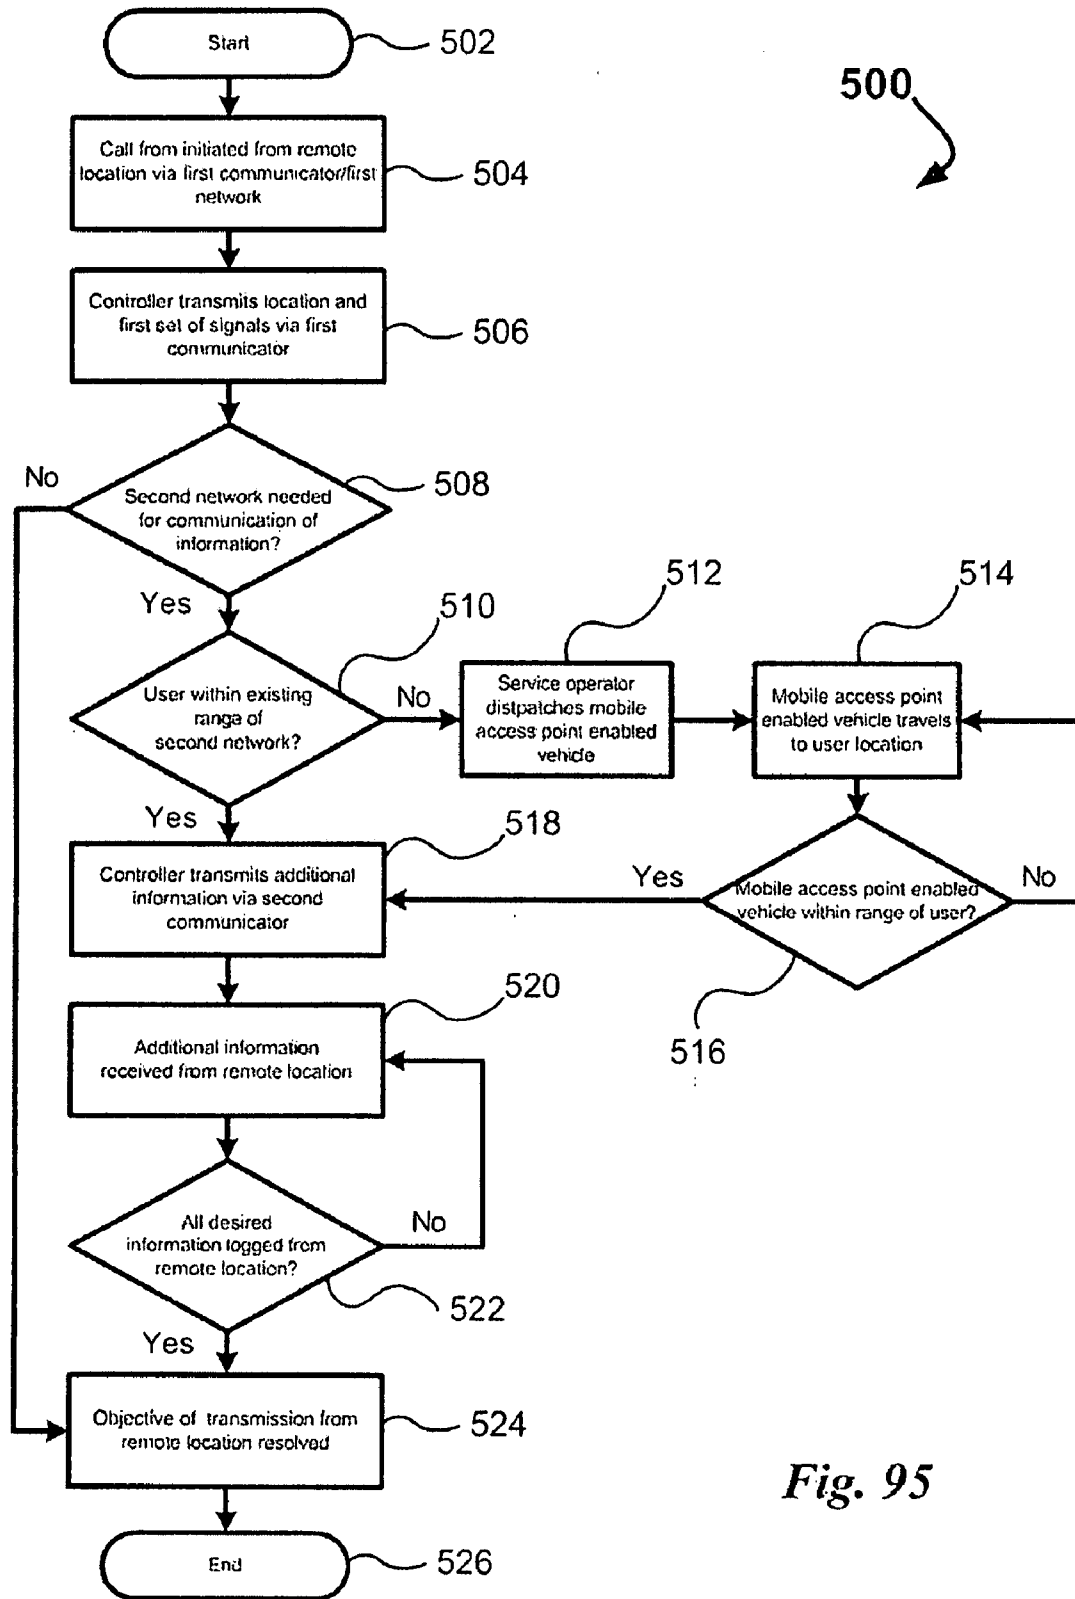 Start
502
500
Call from initiated from remote
location via first communicator/first
network
504
Controller transmits location and
first set of signals via first
communicator
506
No
508
Second network needed
for communication of
information?
Yes
510
512
514
User within existing
range of
second network?
No
Service operator
distpatches mobile
access point enabled
vehicle
Mobile access point
enabled vehicle travels
to user location
Yes
518
Controller transmits additional
information via second
communicator
Yes
Mobile access point enabled
vehicle within range of user?
No
516
520
Additional information
received from remote location
All desired
information logged from
remote location?
No
522
Yes
Objective of transmission from
remote location resolved
524
Fig. 95
End
526